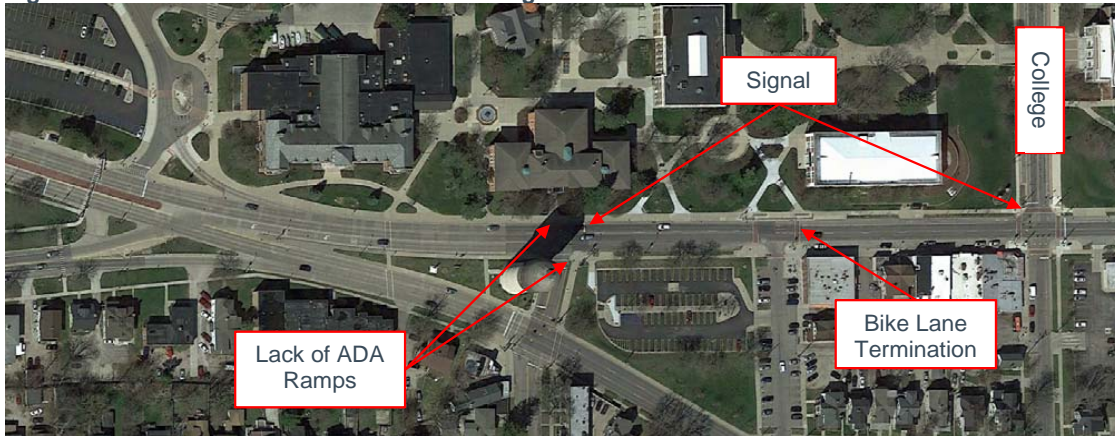 Signal
College
Lack of ADA
Ramps
Bike Lane
Termination